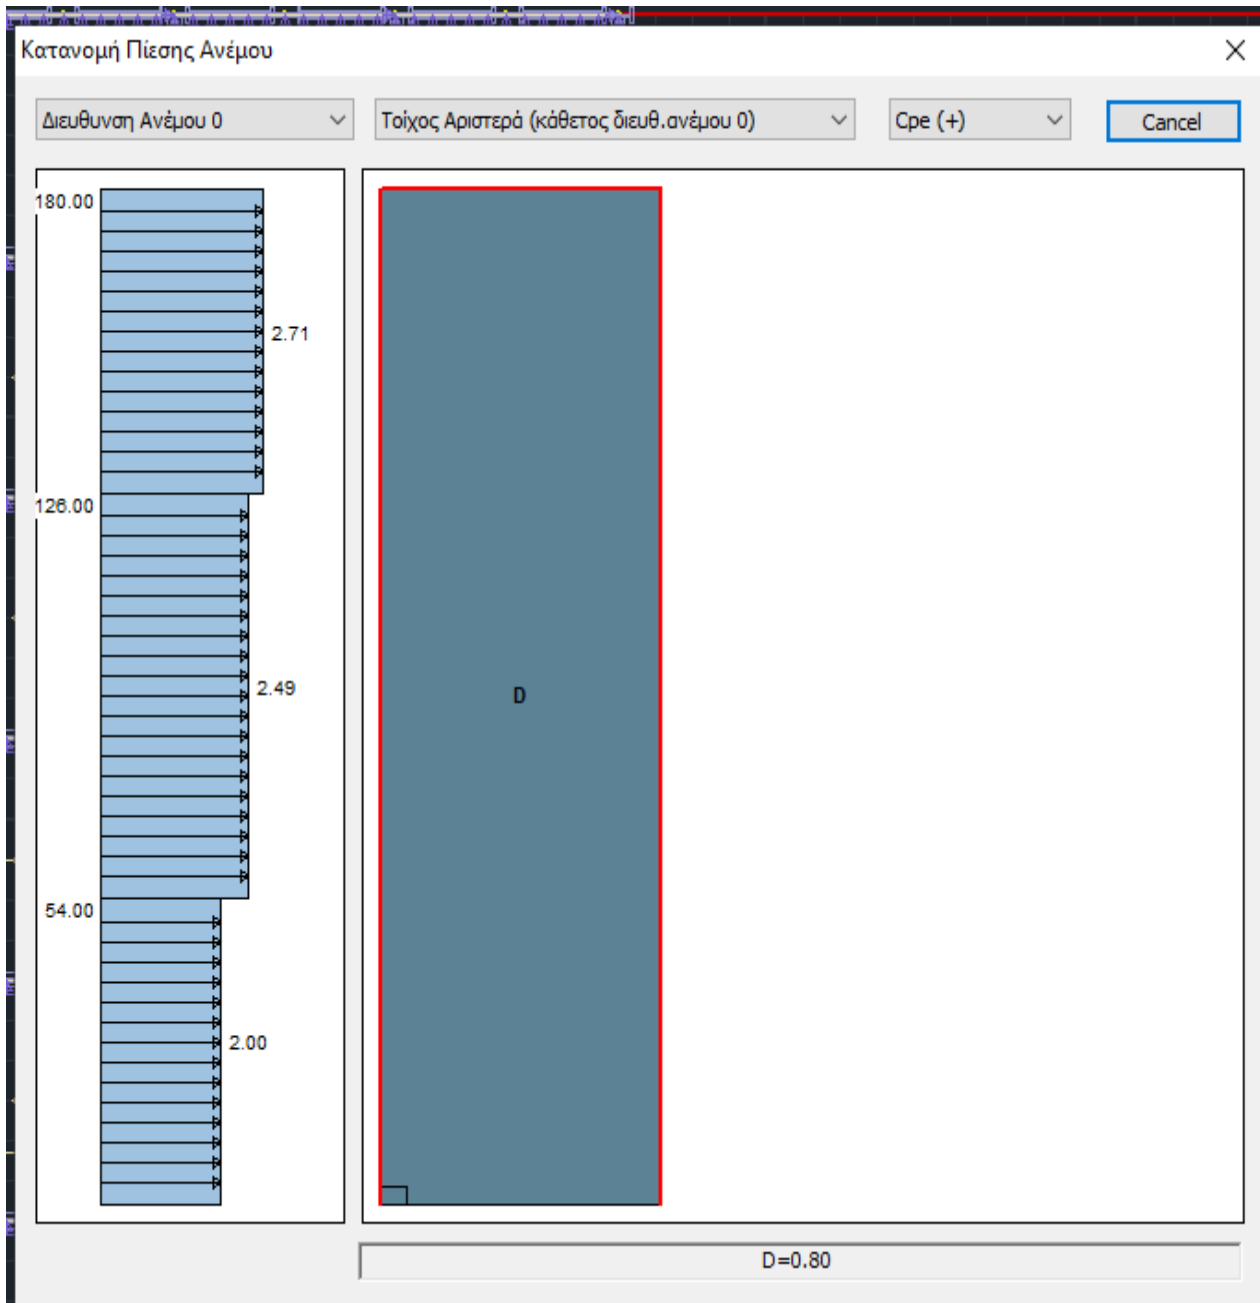 Κατανομή Πίεσης Ανέμου
Διευθυνση Ανέμου 0
Τοίχος Αριστερά (κάθετος διευθ.ανέμου 0)
Cpe (+)
Cancel
180.00
2.71
126.00
2.49
D
54.00
2.00
D=0.80